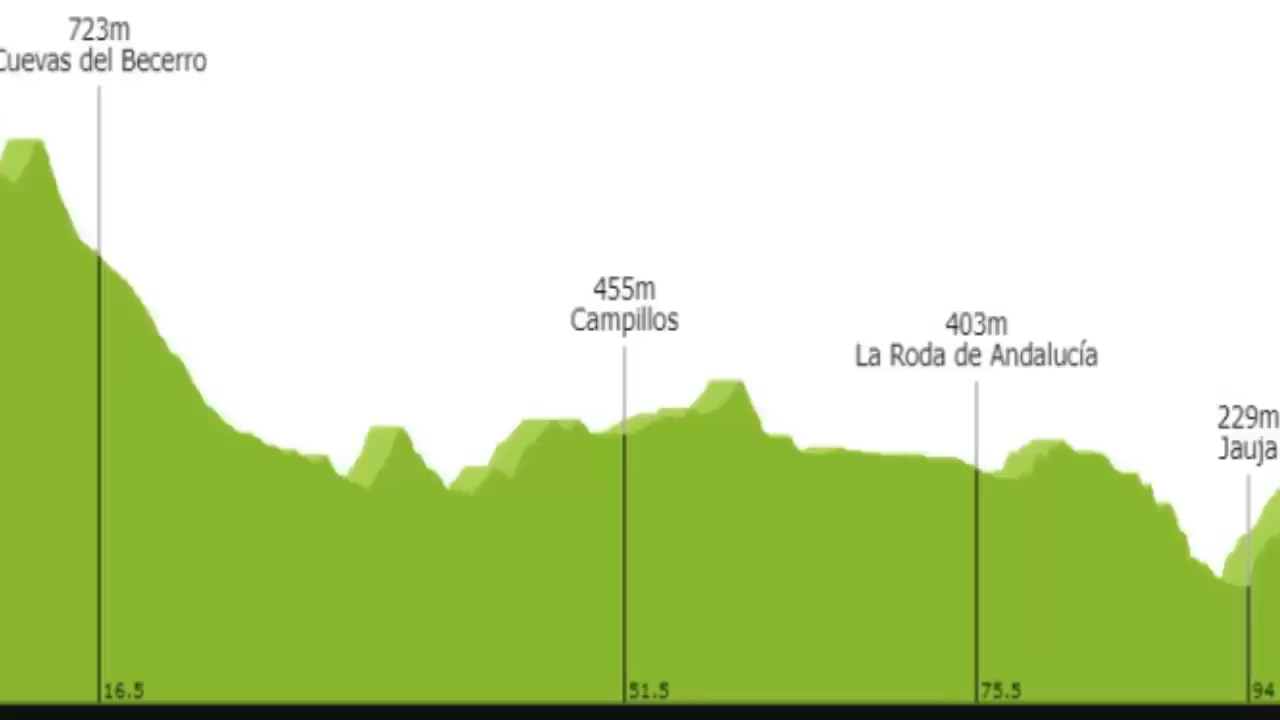 723m
Cuevas del Becerro
455m
Campillos
403m
La Roda de Andalucía
229m
Jauja
16.5
51.5
75.5
94